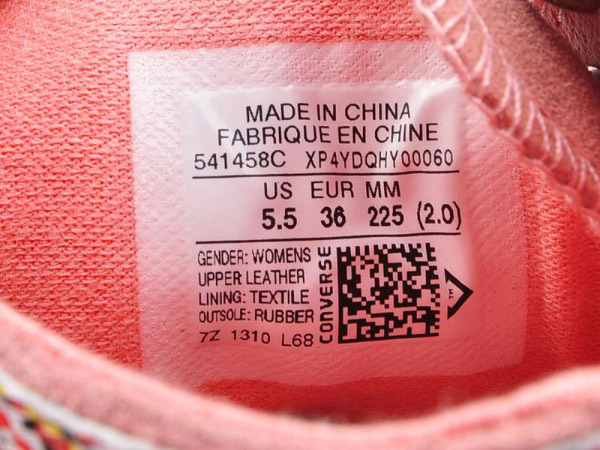 MADE IN CHINA
FABRIQUE EN CHINE
541458C XP4YDQHY00060
US EUR MM
5.5 36 225 (2.0)
GENDER: WOMENS
UPPER: LEATHER
LINING: TEXTILE
OUTSOLE: RUBBER
7Z 1310 L68
CONVERSE
TM